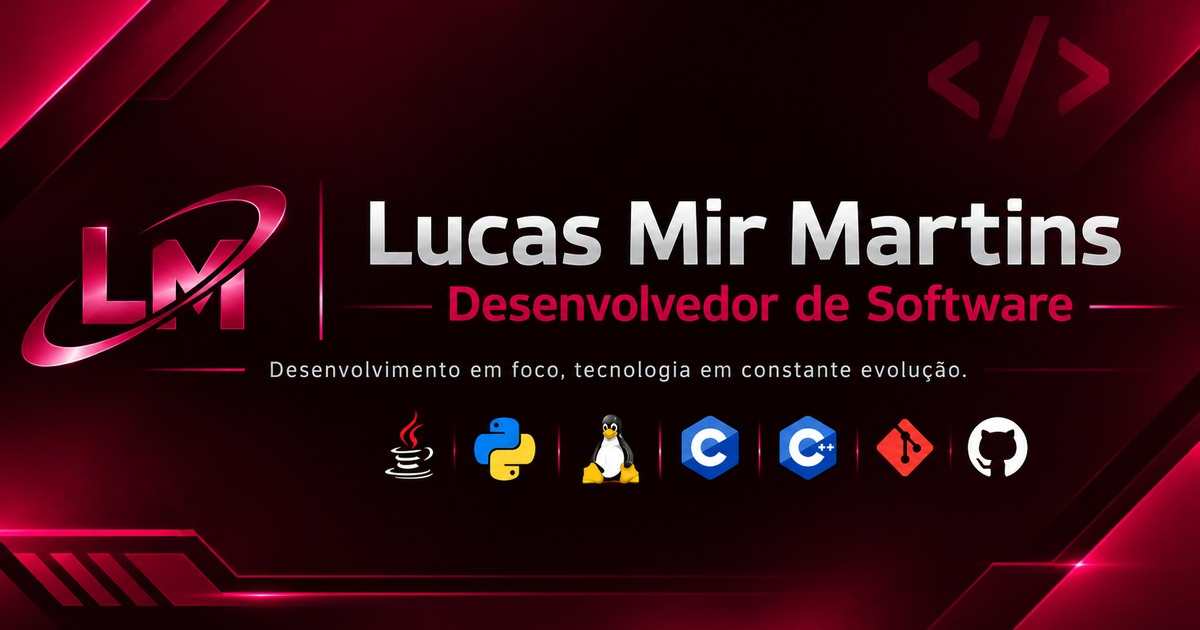 </>
LM
Lucas Mir Martins
Desenvolvedor de Software
Desenvolvimento em foco, tecnologia em constante evolução.
C
C++